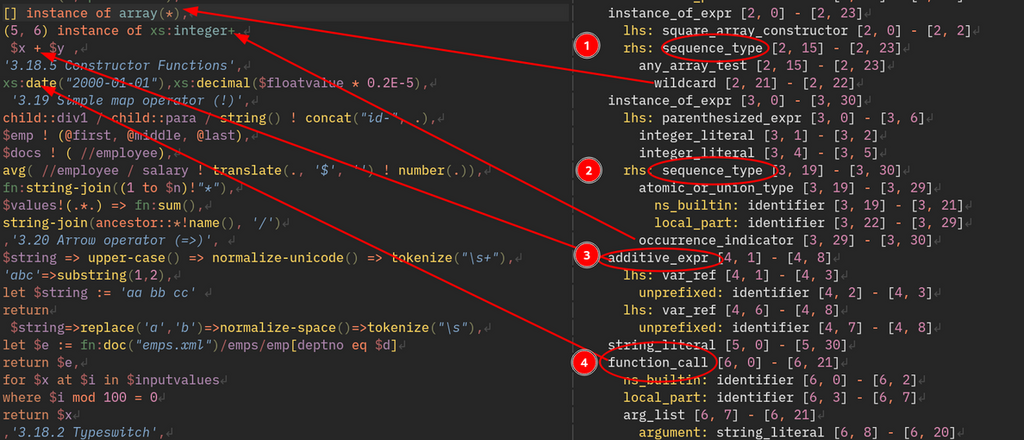 [] instance of array(*),
(5, 6) instance of xs:integer+,
$x + $y ,
'3.18.5 Constructor Functions',
xs:date("2000-01-01"),xs:decimal($floatvalue * 0.2E-5),
'3.19 Simple map operator (!)',
child::div1 / child::para / string() ! concat("id-", .),
$emp ! (@first, @middle, @last),
$docs ! ( //employee),
avg( //employee / salary ! translate(., '$', '') ! number(.)),
fn:string-join((1 to $n)!"*"),
$values!(.*.) => fn:sum(),
string-join(ancestor::*!name(), '/')
,'3.20 Arrow operator (=>)',
$string => upper-case() => normalize-unicode() => tokenize("\s+"),
'abc'=>substring(1,2),
let $string := 'aa bb cc'
return
$string=>replace('a','b')=>normalize-space()=>tokenize("\s"),
let $e := fn:doc("emps.xml")/emps/emp[deptno eq $d]
return $e,
for $x at $i in $inputvalues
where $i mod 100 = 0
return $x
,'3.18.2 Typeswitch',
instance_of_expr [2, 0] - [2, 23]
lhs: square_array_constructor [2, 0] - [2, 2]
1 rhs: sequence_type [2, 15] - [2, 23]
any_array_test [2, 15] - [2, 23]
wildcard [2, 21] - [2, 22]
instance_of_expr [3, 0] - [3, 30]
lhs: parenthesized_expr [3, 0] - [3, 6]
integer_literal [3, 1] - [3, 2]
integer_literal [3, 4] - [3, 5]
2 rhs: sequence_type [3, 19] - [3, 30]
atomic_or_union_type [3, 19] - [3, 29]
ns_builtin: identifier [3, 19] - [3, 21]
local_part: identifier [3, 22] - [3, 29]
occurrence_indicator [3, 29] - [3, 30]
3 additive_expr [4, 1] - [4, 8]
lhs: var_ref [4, 1] - [4, 3]
unprefixed: identifier [4, 2] - [4, 3]
lhs: var_ref [4, 6] - [4, 8]
unprefixed: identifier [4, 7] - [4, 8]
string_literal [5, 0] - [5, 30]
4 function_call [6, 0] - [6, 21]
ns_builtin: identifier [6, 0] - [6, 2]
local_part: identifier [6, 3] - [6, 7]
arg_list [6, 7] - [6, 21]
argument: string_literal [6, 8] - [6, 20]